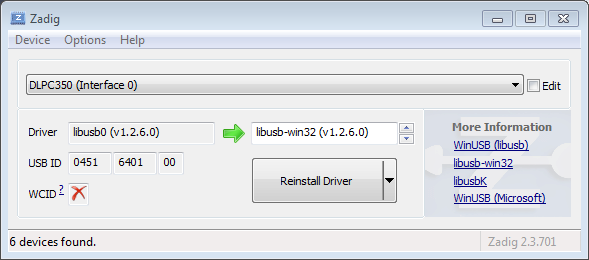 Zadig
Device Options Help
DLPC350 (Interface 0)
Edit
Driver libusb0 (v1.2.6.0) libusb-win32 (v1.2.6.0)
USB ID 0451 6401 00
WCID ?
Reinstall Driver
More Information
WinUSB (libusb)
libusb-win32
libusbK
WinUSB (Microsoft)
6 devices found.
Zadig 2.3.701